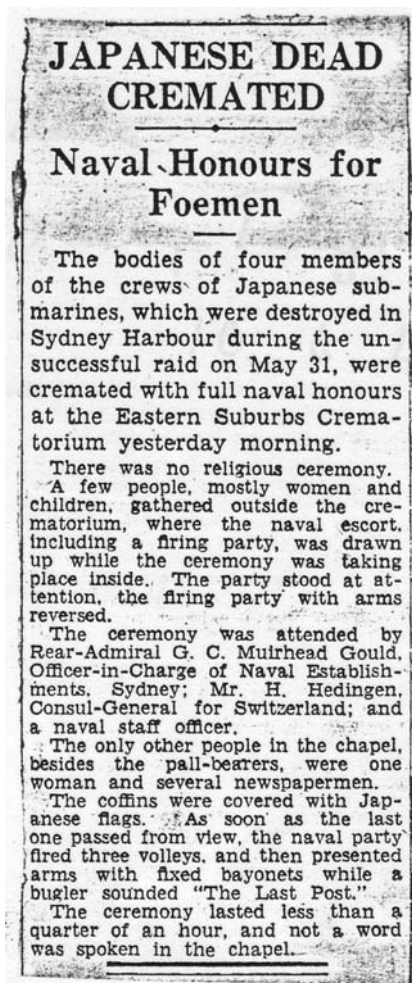 JAPANESE DEAD
CREMATED
Naval Honours for
Foemen
The bodies of four members
of the crews of Japanese sub-
marines, which were destroyed in
Sydney Harbour during the un-
successful raid on May 31, were
cremated with full naval honours
at the Eastern Suburbs Crema-
torium yesterday morning.
There was no religious ceremony.
A few people, mostly women and
children, gathered outside the cre-
matorium, where the naval escort,
including a firing party, was drawn
up while the ceremony was taking
place inside. The party stood at at-
tention, the firing party with arms
reversed.
The ceremony was attended by
Rear-Admiral G. C. Muirhead Gould,
Officer-in-Charge of Naval Establish-
ments, Sydney; Mr. H. Hedingen,
Consul-General for Switzerland; and
a naval staff officer.
The only other people in the chapel,
besides the pall-bearers, were one
woman and several newspapermen.
The coffins were covered with Jap-
anese flags. As soon as the last
one passed from view, the naval party
fired three volleys, and then presented
arms with fixed bayonets while a
bugler sounded "The Last Post."
The ceremony lasted less than a
quarter of an hour, and not a word
was spoken in the chapel.